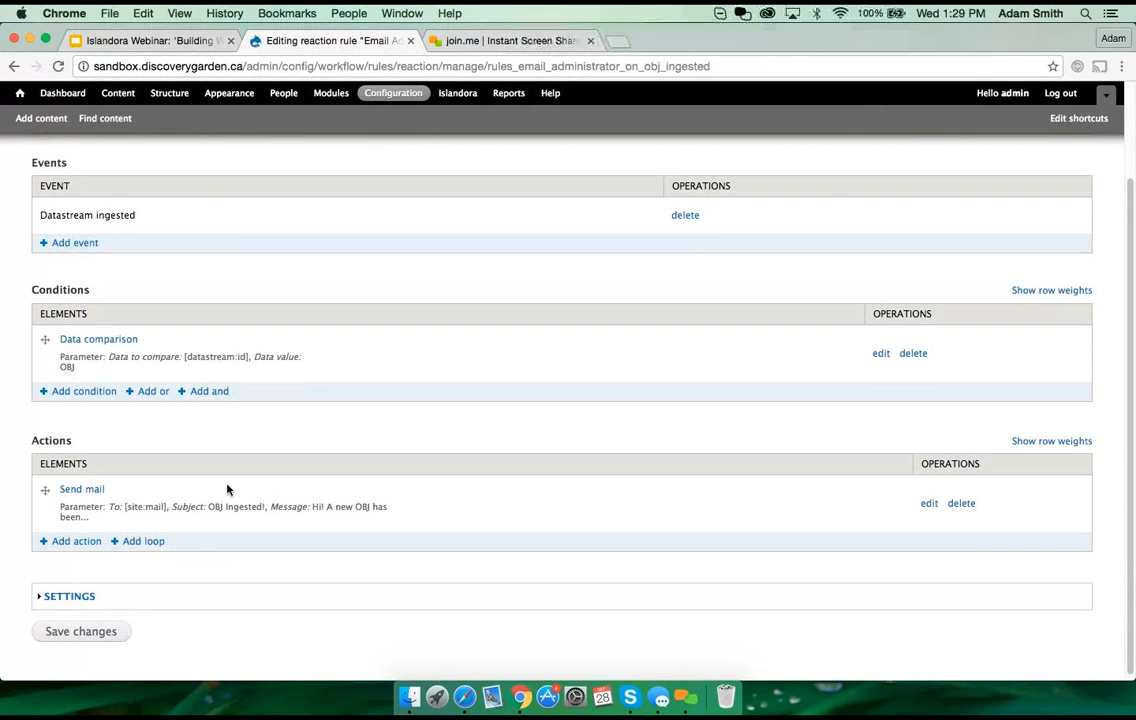 Chrome File Edit View History Bookmarks People Window Help 100% Wed 1:29 PM Adam Smith
Islandora Webinar: 'Building W Editing reaction rule "Email Ad join.me | Instant Screen Sha Adam
sandbox.discoverygarden.ca/admin/config/workflow/rules/reaction/manage/rules_email_administrator_on_obj_ingested
Dashboard Content Structure Appearance People Modules Configuration Islandora Reports Help Hello admin Log out
Add content Find content Edit shortcuts
Events
EVENT OPERATIONS
Datastream ingested delete
+ Add event
Conditions Show row weights
ELEMENTS OPERATIONS
Data comparison
Parameter: Data to compare: [datastream:id], Data value:
OBJ
edit delete
+ Add condition + Add or + Add and
Actions Show row weights
ELEMENTS OPERATIONS
Send mail
Parameter: To: [site:mail], Subject: OBJ Ingested!, Message: Hi! A new OBJ has
been...
edit delete
+ Add action + Add loop
SETTINGS
Save changes
28